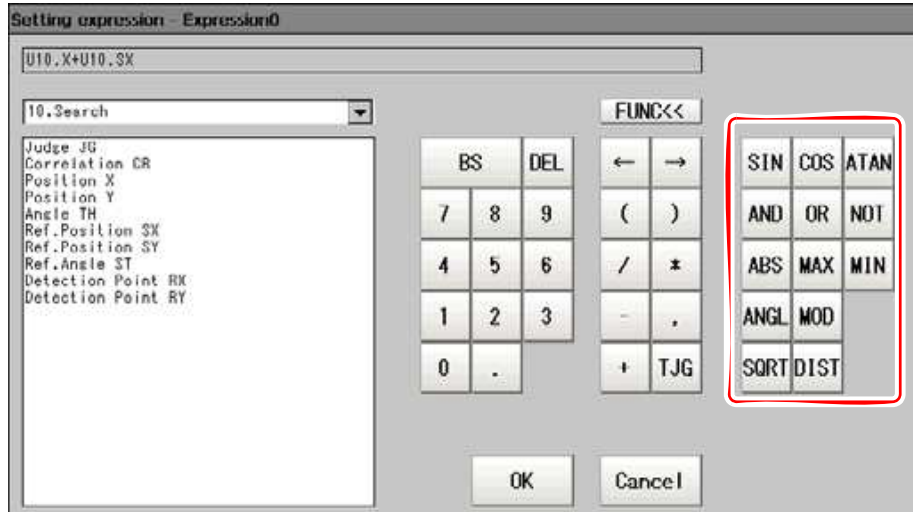 Setting expression - Expression0
U10.X+U10.SX
10.Search
FUNC<<
Judge JG
Correlation CR
Position X
Position Y
Angle TH
Ref.Position SX
Ref.Position SY
Ref.Angle ST
Detection Point RX
Detection Point RY
BS DEL ← → SIN COS ATAN
7 8 9 ( ) AND OR NOT
4 5 6 / * ABS MAX MIN
1 2 3 - , ANGL MOD
0 . + TJG SQRT DIST
OK Cancel